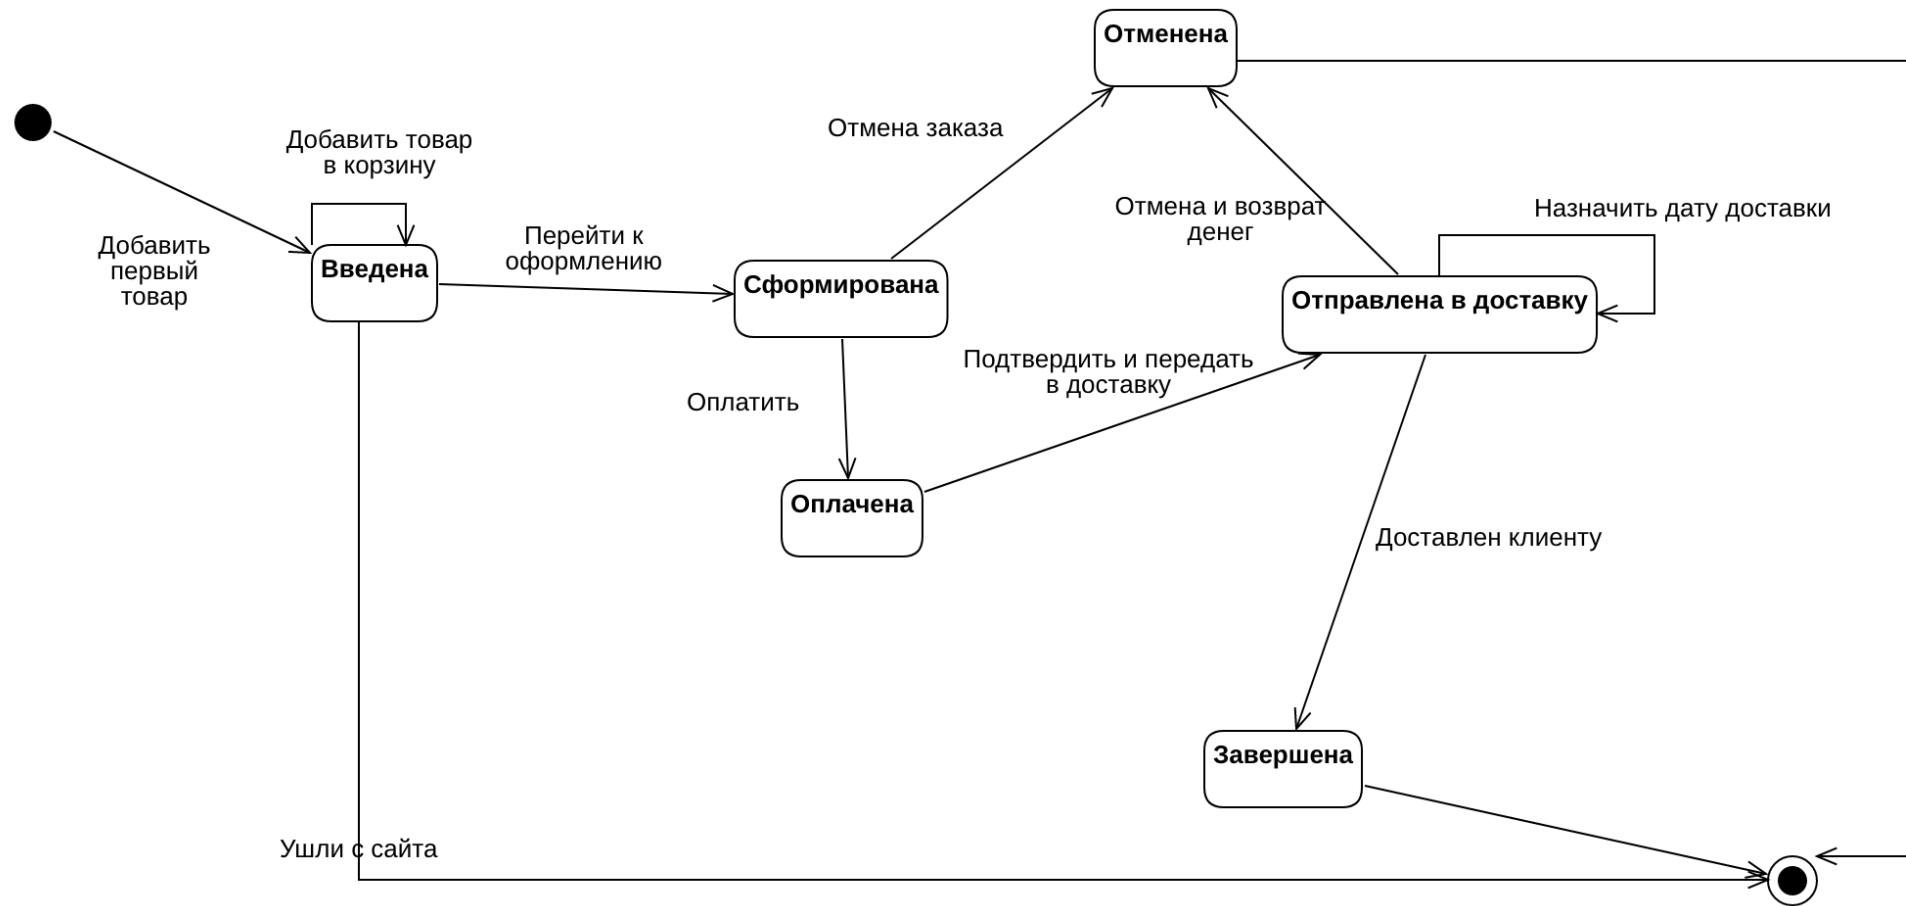 Отменена
Отмена заказа
Добавить товар
в корзину
Отмена и возврат
денег
Назначить дату доставки
Добавить
первый
товар
Перейти к
оформлению
Введена
Сформирована
Отправлена в доставку
Подтвердить и передать
в доставку
Оплатить
Оплачена
Доставлен клиенту
Завершена
Ушли с сайта